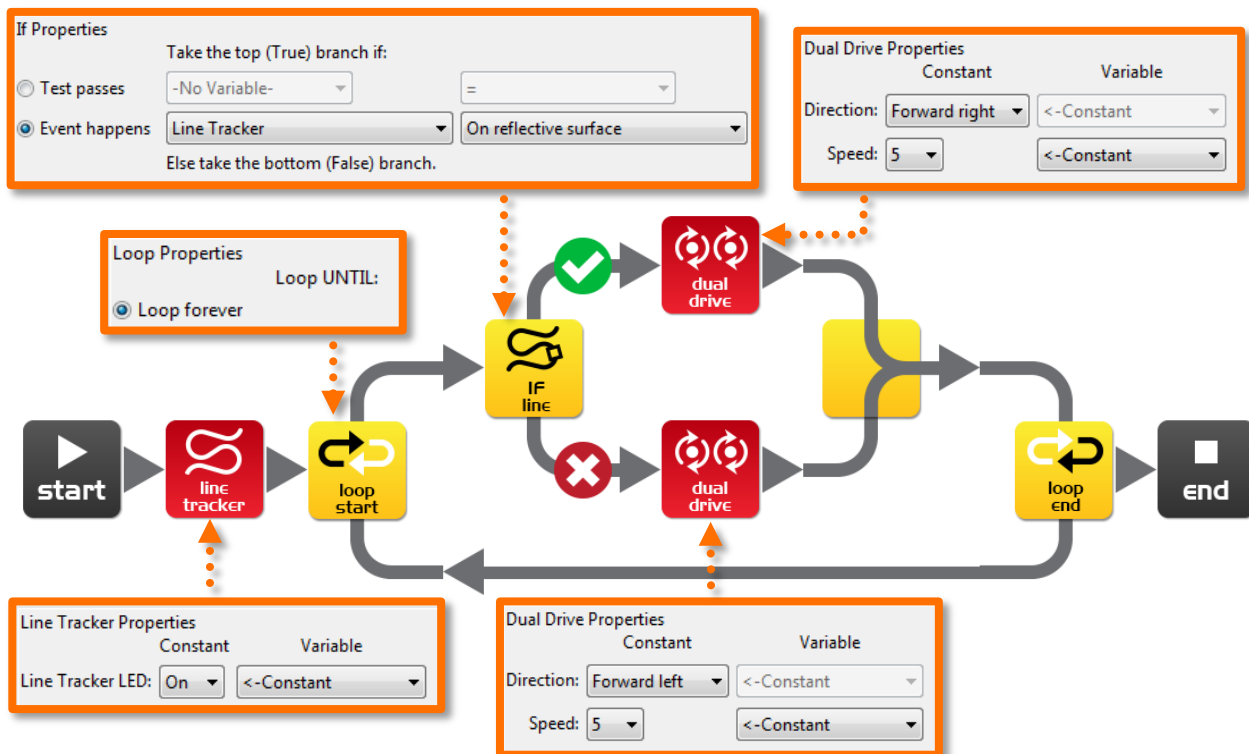 If Properties
Take the top (True) branch if:
Test passes -No Variable- =
Event happens Line Tracker On reflective surface
Else take the bottom (False) branch.
Dual Drive Properties
Constant Variable
Direction: Forward right <-Constant
Speed: 5 <-Constant
Loop Properties
Loop UNTIL:
Loop forever
dual
drive
IF
line
start
line
tracker
loop
start
dual
drive
loop
end
end
Line Tracker Properties
Constant Variable
Line Tracker LED: On <-Constant
Dual Drive Properties
Constant Variable
Direction: Forward left <-Constant
Speed: 5 <-Constant